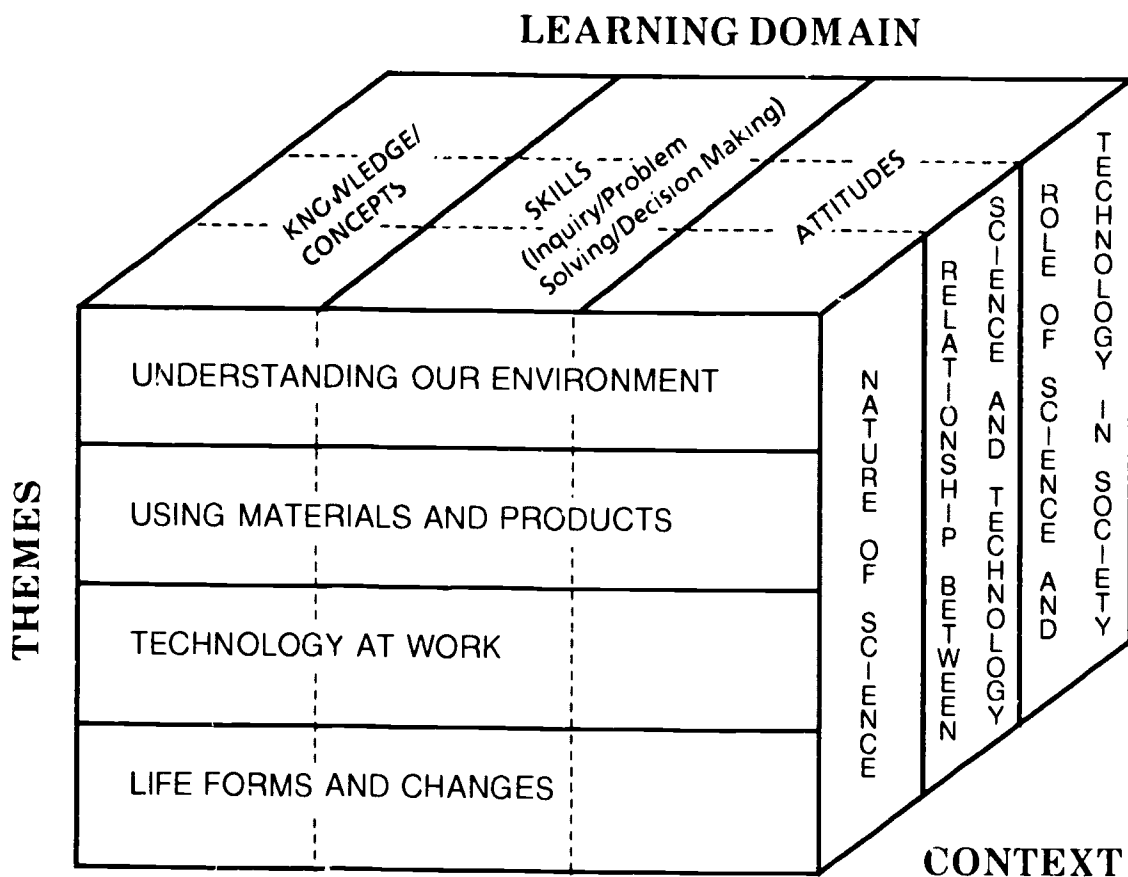 LEARNING DOMAIN
KNOWLEDGE/
CONCEPTS
SKILLS
(Inquiry/Problem
Solving/Decision Making)
ATTITUDES
THEMES
UNDERSTANDING OUR ENVIRONMENT
USING MATERIALS AND PRODUCTS
TECHNOLOGY AT WORK
LIFE FORMS AND CHANGES
NATURE OF SCIENCE
RELATIONSHIP BETWEEN
SCIENCE AND TECHNOLOGY
ROLE OF SCIENCE AND
TECHNOLOGY IN SOCIETY
CONTEXT